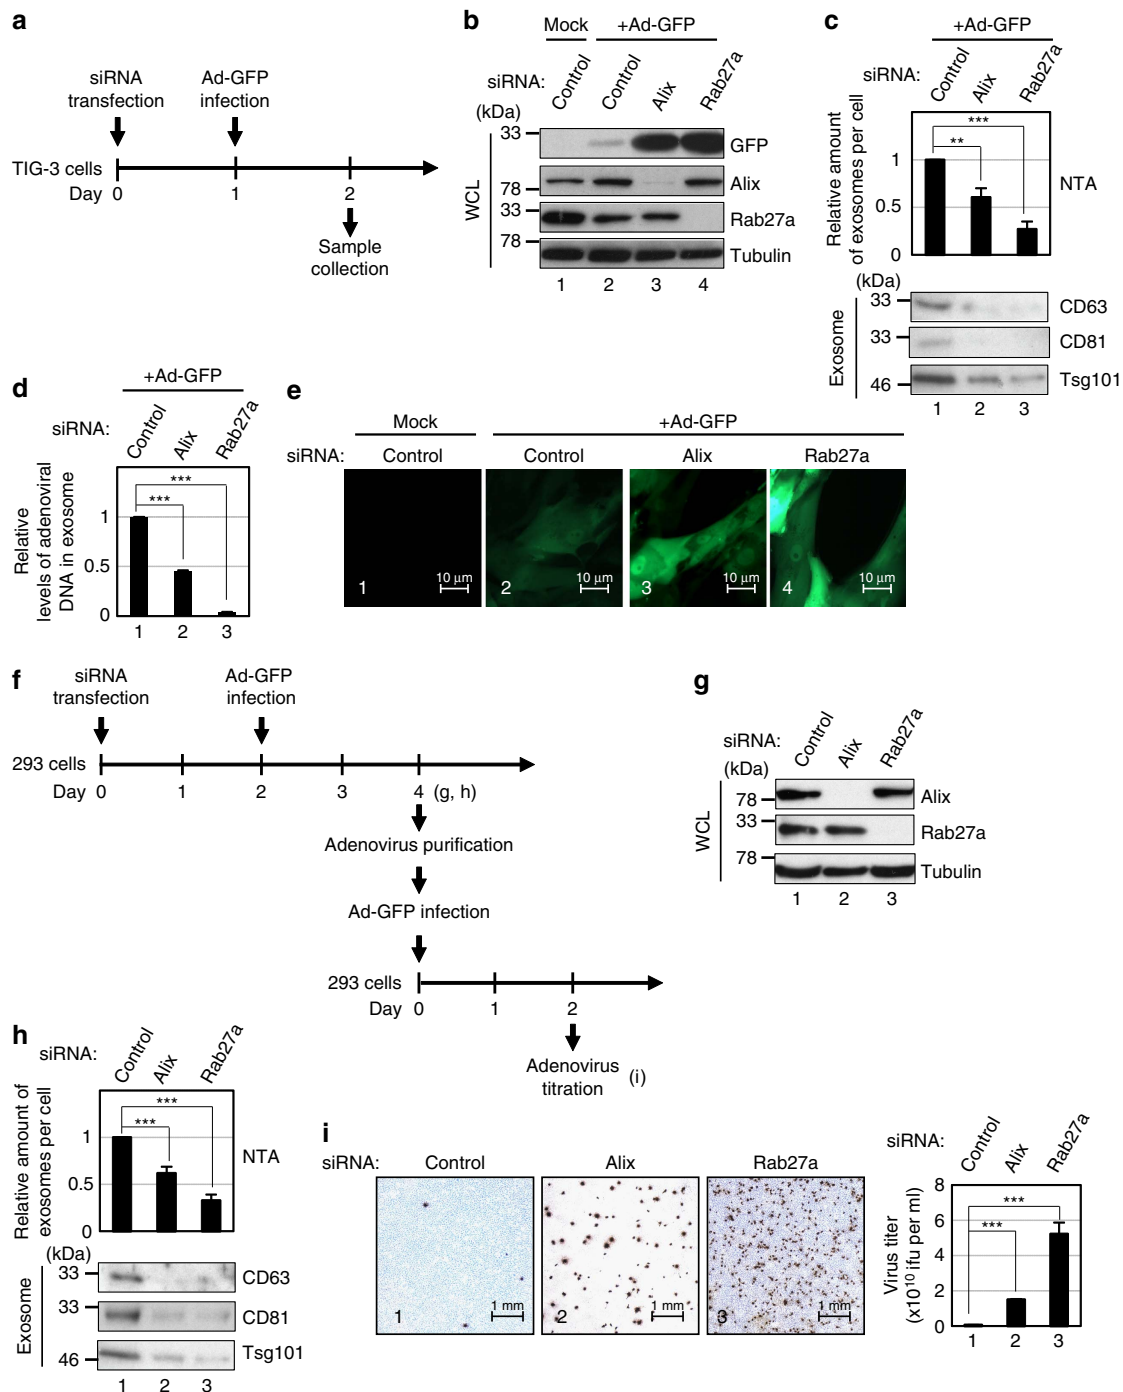 a
siRNA
transfection
Ad-GFP
infection
TIG-3 cells
Day 0 1 2
Sample
collection
b
Mock +Ad-GFP
siRNA: Control Control Alix Rab27a
(kDa)
33 GFP
78 Alix
33 Rab27a
78 Tubulin
WCL
1 2 3 4
c
+Ad-GFP
siRNA: Control Alix Rab27a
Relative amount
of exosomes per cell
1
0.5
0
***
**
NTA
(kDa)
33 CD63
33 CD81
46 Tsg101
Exosome
1 2 3
d
+Ad-GFP
siRNA: Control Alix Rab27a
Relative
levels of adenoviral
DNA in exosome
1
0.5
0
***
***
1 2 3
e
Mock +Ad-GFP
siRNA: Control Control Alix Rab27a
1 10 μm
2 10 μm
3 10 μm
4 10 μm
f
siRNA
transfection
Ad-GFP
infection
293 cells
Day 0 1 2 3 4 (g, h)
Adenovirus purification
Ad-GFP infection
293 cells
Day 0 1 2
Adenovirus
titration (i)
g
siRNA: Control Alix Rab27a
(kDa)
78 Alix
33 Rab27a
78 Tubulin
WCL
1 2 3
h
siRNA: Control Alix Rab27a
Relative amount of
exosomes per cell
1
0.5
0
***
***
NTA
(kDa)
33 CD63
33 CD81
46 Tsg101
Exosome
1 2 3
i
siRNA: Control Alix Rab27a
1 1 mm
2 1 mm
3 1 mm
siRNA: Control Alix Rab27a
Virus titer
(x10¹⁰ ifu per ml)
8
6
4
2
0
***
***
1 2 3